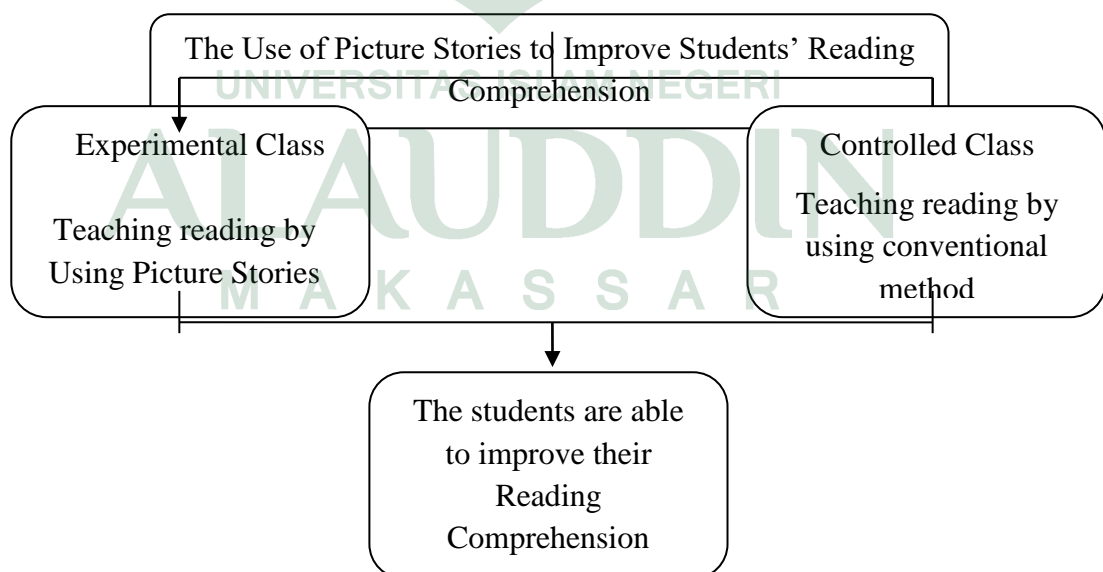 The Use of Picture Stories to Improve Students’ Reading
Comprehension
UNIVERSITAS ISLAM NEGERI
ALAUDDIN
MAKASSAR
Experimental Class
Teaching reading by
Using Picture Stories
Controlled Class
Teaching reading by
using conventional
method
The students are able
to improve their
Reading
Comprehension